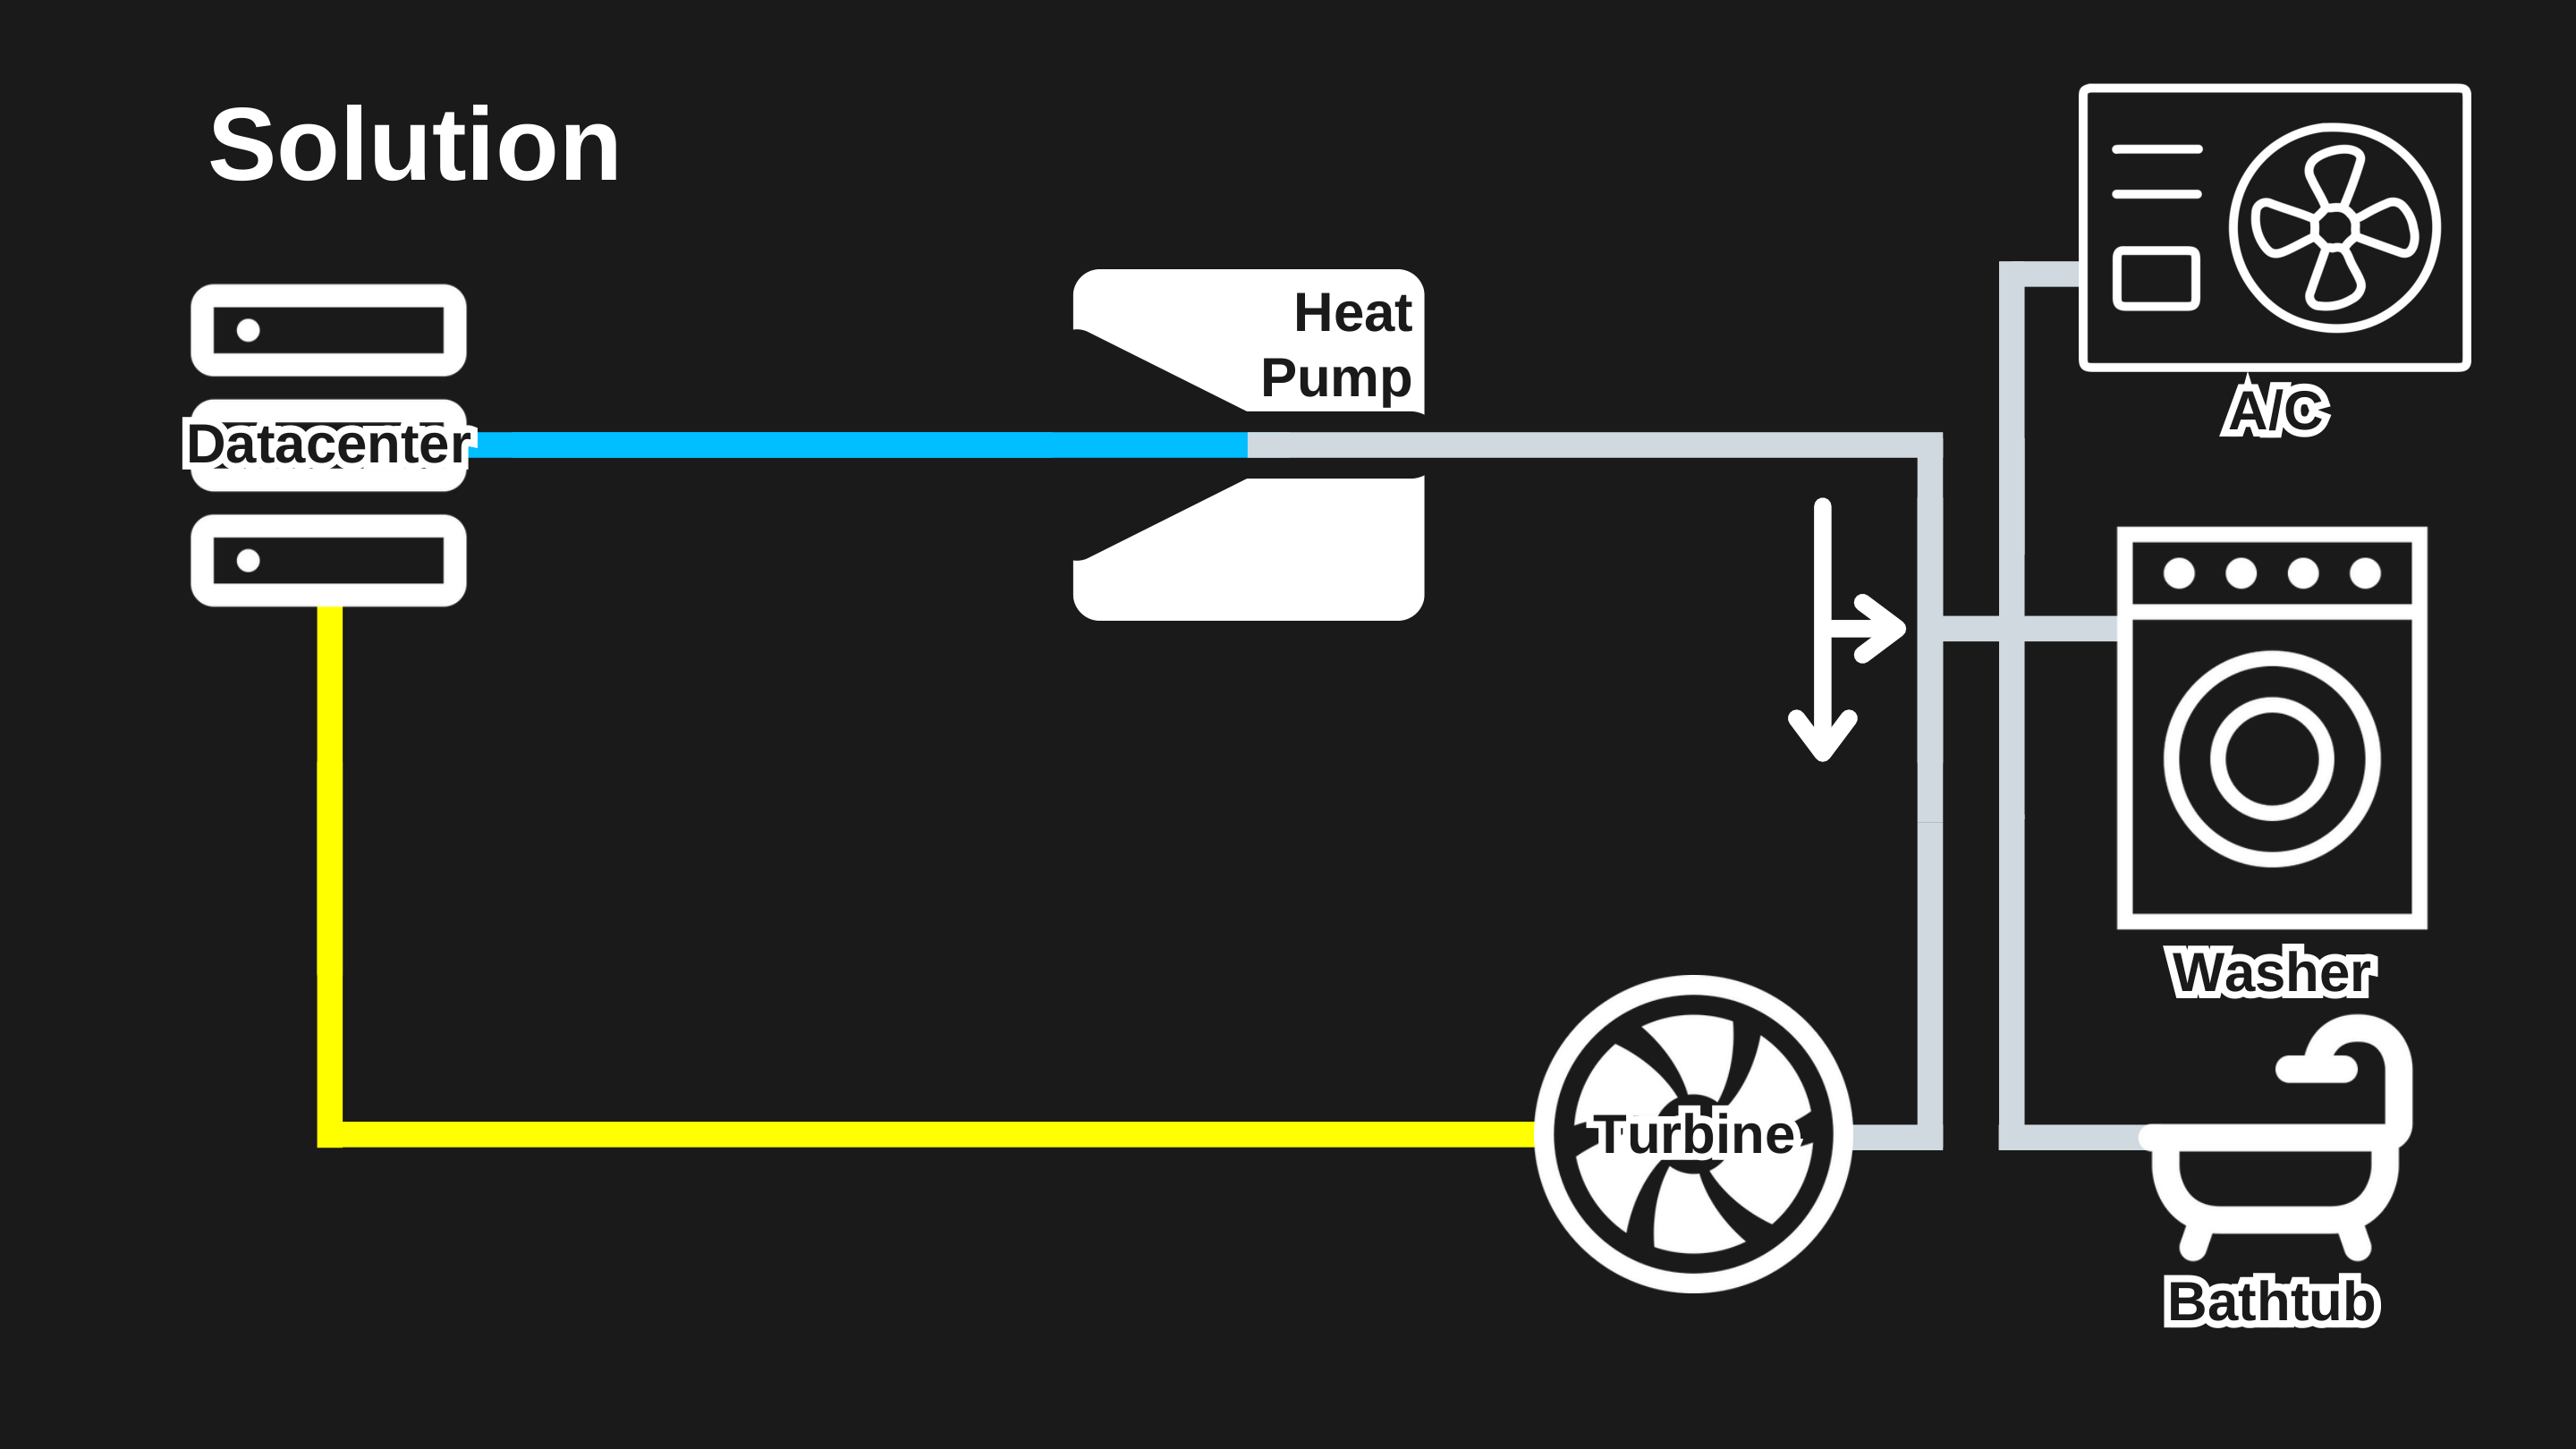 Solution
Heat
Pump
Datacenter
A/C
Washer
Turbine
Bathtub